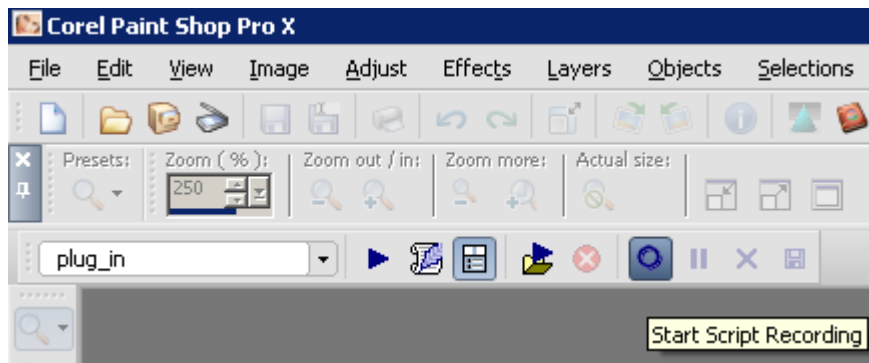 Corel Paint Shop Pro X
File Edit View Image Adjust Effects Layers Objects Selections
Presets: Zoom ( % ): Zoom out / in: Zoom more: Actual size:
250
plug_in
Start Script Recording